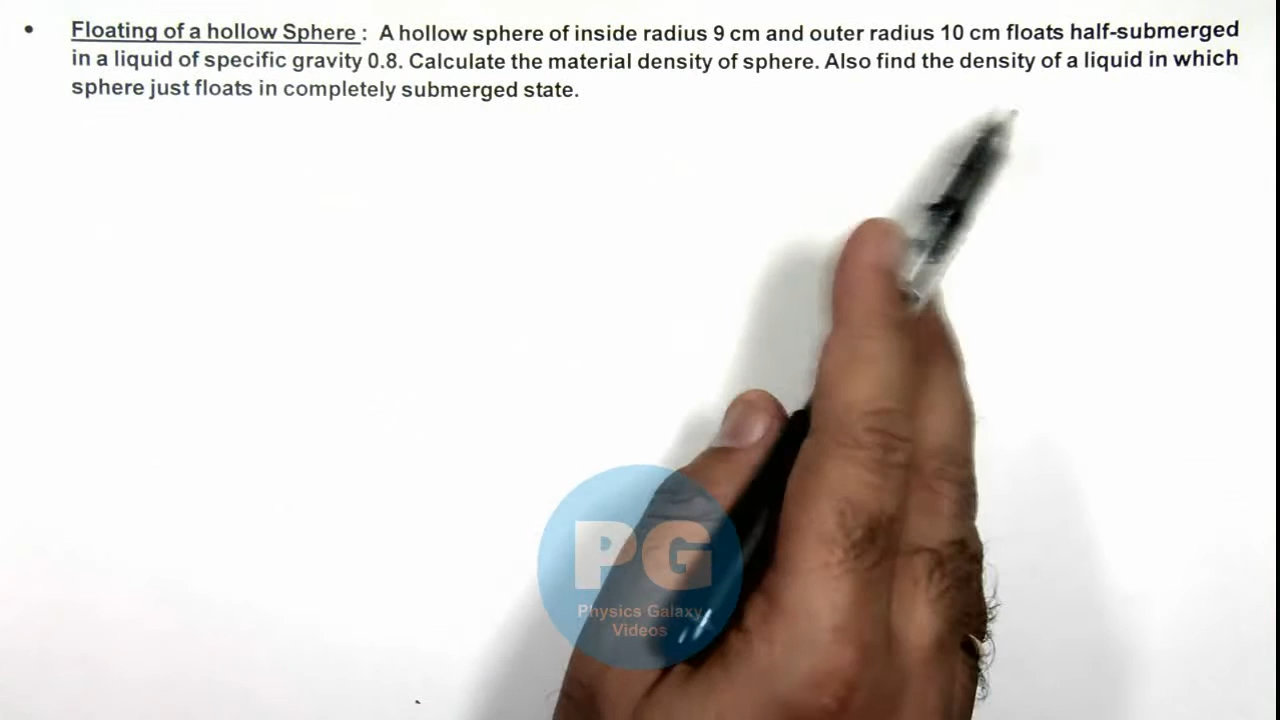 • Floating of a hollow Sphere : A hollow sphere of inside radius 9 cm and outer radius 10 cm floats half-submerged
in a liquid of specific gravity 0.8. Calculate the material density of sphere. Also find the density of a liquid in which
sphere just floats in completely submerged state.
PG
Physics Galaxy
Videos